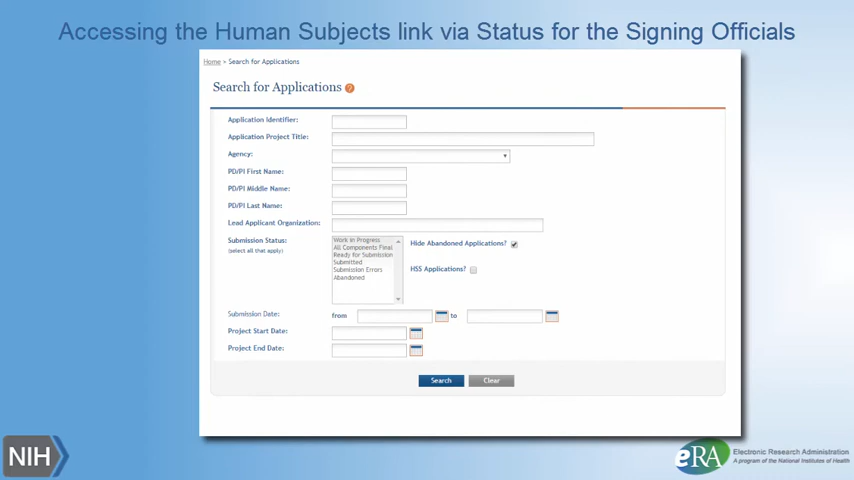 Accessing the Human Subjects link via Status for the Signing Officials
Home > Search for Applications
Search for Applications ?
Application Identifier:
Application Project Title:
Agency:
PD/PI First Name:
PD/PI Middle Name:
PD/PI Last Name:
Lead Applicant Organization:
Submission Status:
(select all that apply)
Work in Progress
All Components Final
Ready for Submission
Submitted
Submission Errors
Abandoned
Hide Abandoned Applications?
HSS Applications?
Submission Date: from to
Project Start Date:
Project End Date:
Search Clear
NIH
eRA
Electronic Research Administration
A program of the National Institutes of Health